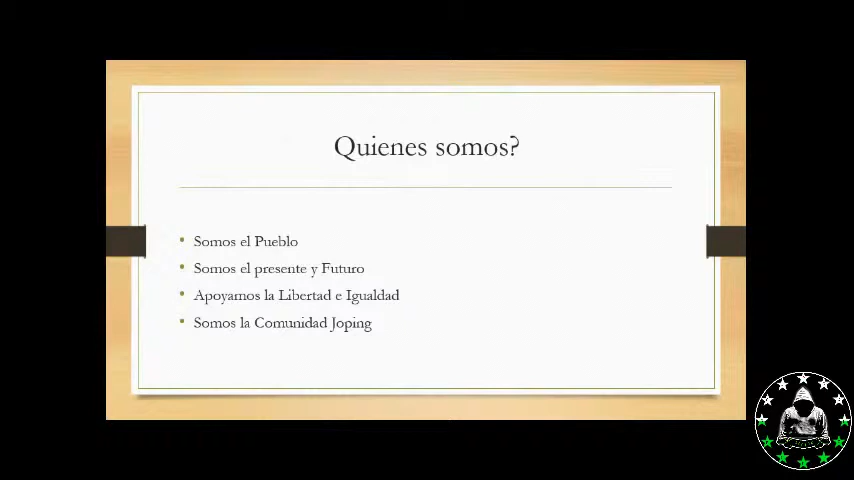 Quienes somos?
Somos el Pueblo
Somos el presente y Futuro
Apoyamos la Libertad e Igualdad
Somos la Comunidad Joping